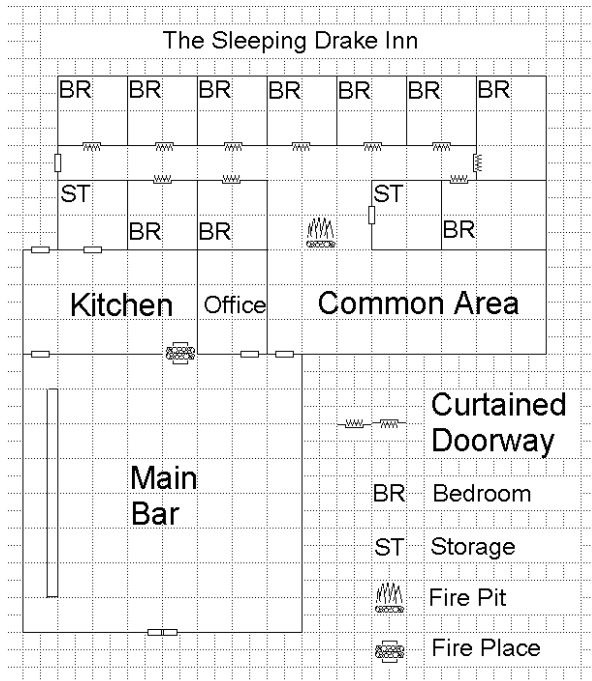 The Sleeping Drake Inn
BR BR BR BR BR BR BR
ST ST
BR BR BR
Kitchen Office Common Area
Main
Bar
Curtained
Doorway
BR Bedroom
ST Storage
Fire Pit
Fire Place